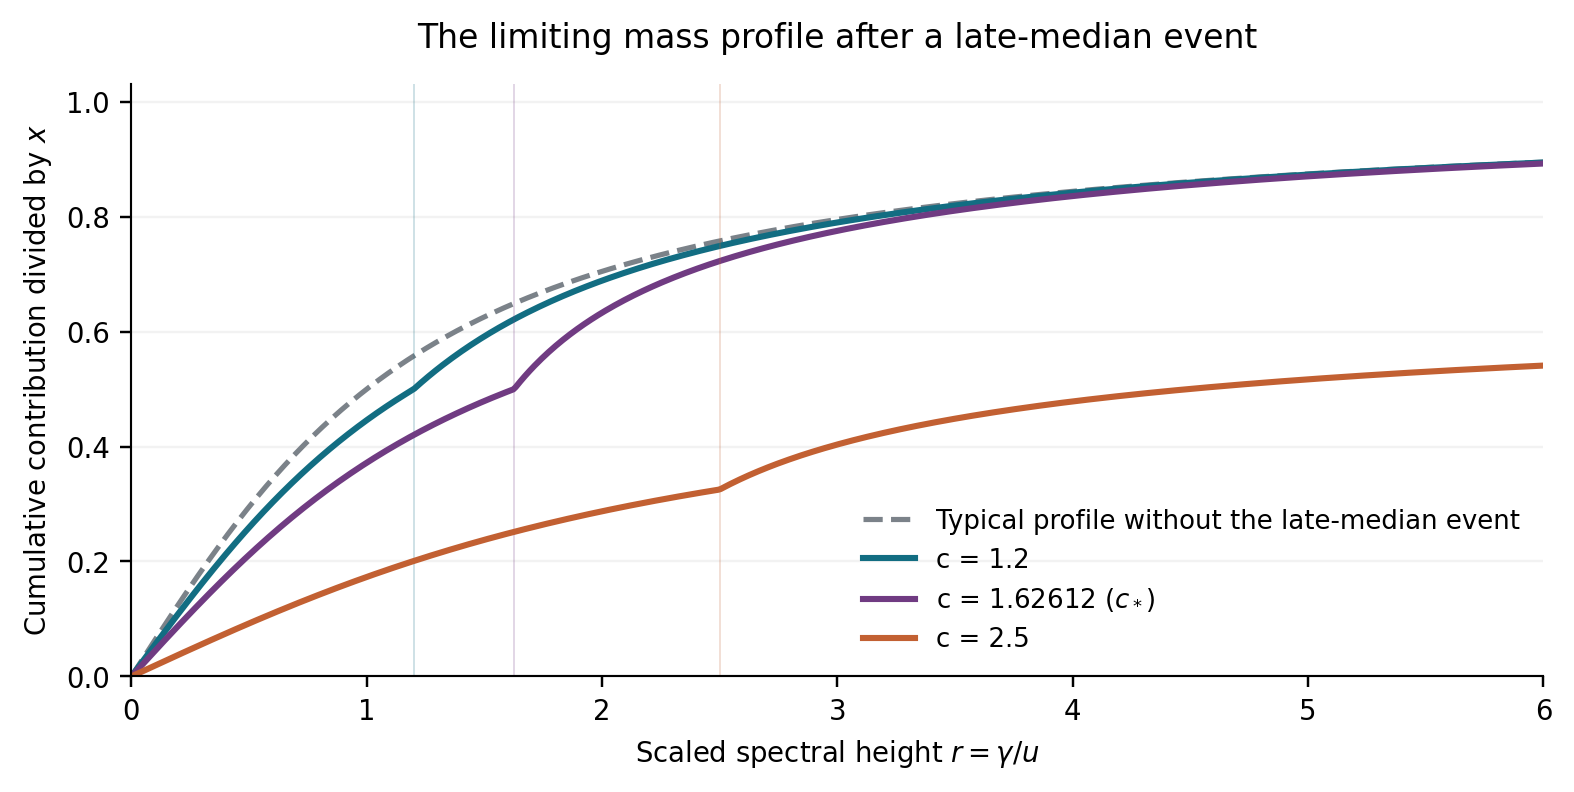 The limiting mass profile after a late-median event
Cumulative contribution divided by x
1.0
0.8
0.6
0.4
0.2
0.0
Typical profile without the late-median event
c = 1.2
c = 1.62612 (c∗)
c = 2.5
0 1 2 3 4 5 6
Scaled spectral height r = γ/u